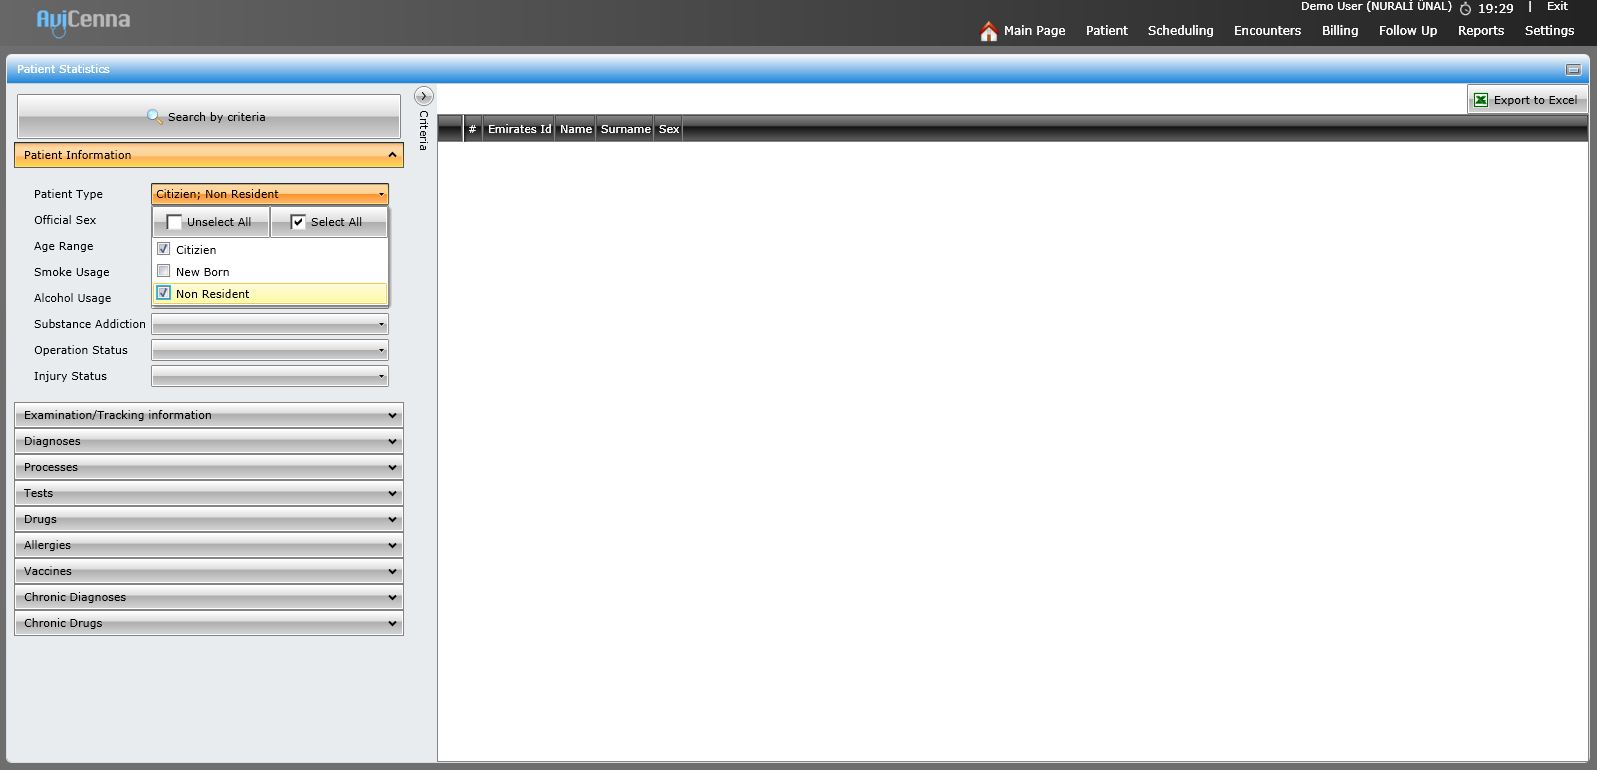 AviCenna
Demo User (NURALİ ÜNAL) 19:29 | Exit
Main Page Patient Scheduling Encounters Billing Follow Up Reports Settings
Patient Statistics
Search by criteria
Criteria
Export to Excel
# Emirates Id Name Surname Sex
Patient Information
Patient Type Citizien; Non Resident
Unselect All Select All
Official Sex
Citizien
Age Range
New Born
Smoke Usage
Non Resident
Alcohol Usage
Substance Addiction
Operation Status
Injury Status
Examination/Tracking information
Diagnoses
Processes
Tests
Drugs
Allergies
Vaccines
Chronic Diagnoses
Chronic Drugs